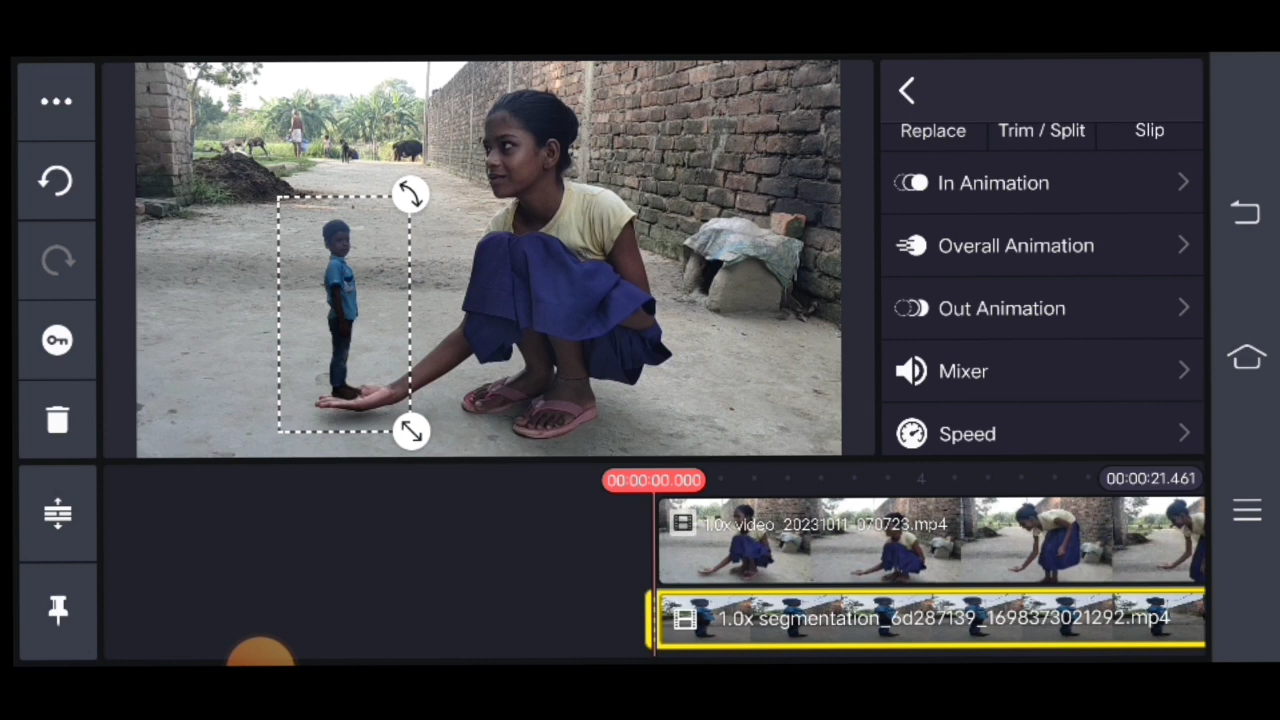 Replace Trim / Split Slip
In Animation
Overall Animation
Out Animation
Mixer
Speed
00:00:00.000 4 00:00:21.461
1.0x video_20231011_070723.mp4
1.0x segmentation_6d287139_1698373021292.mp4